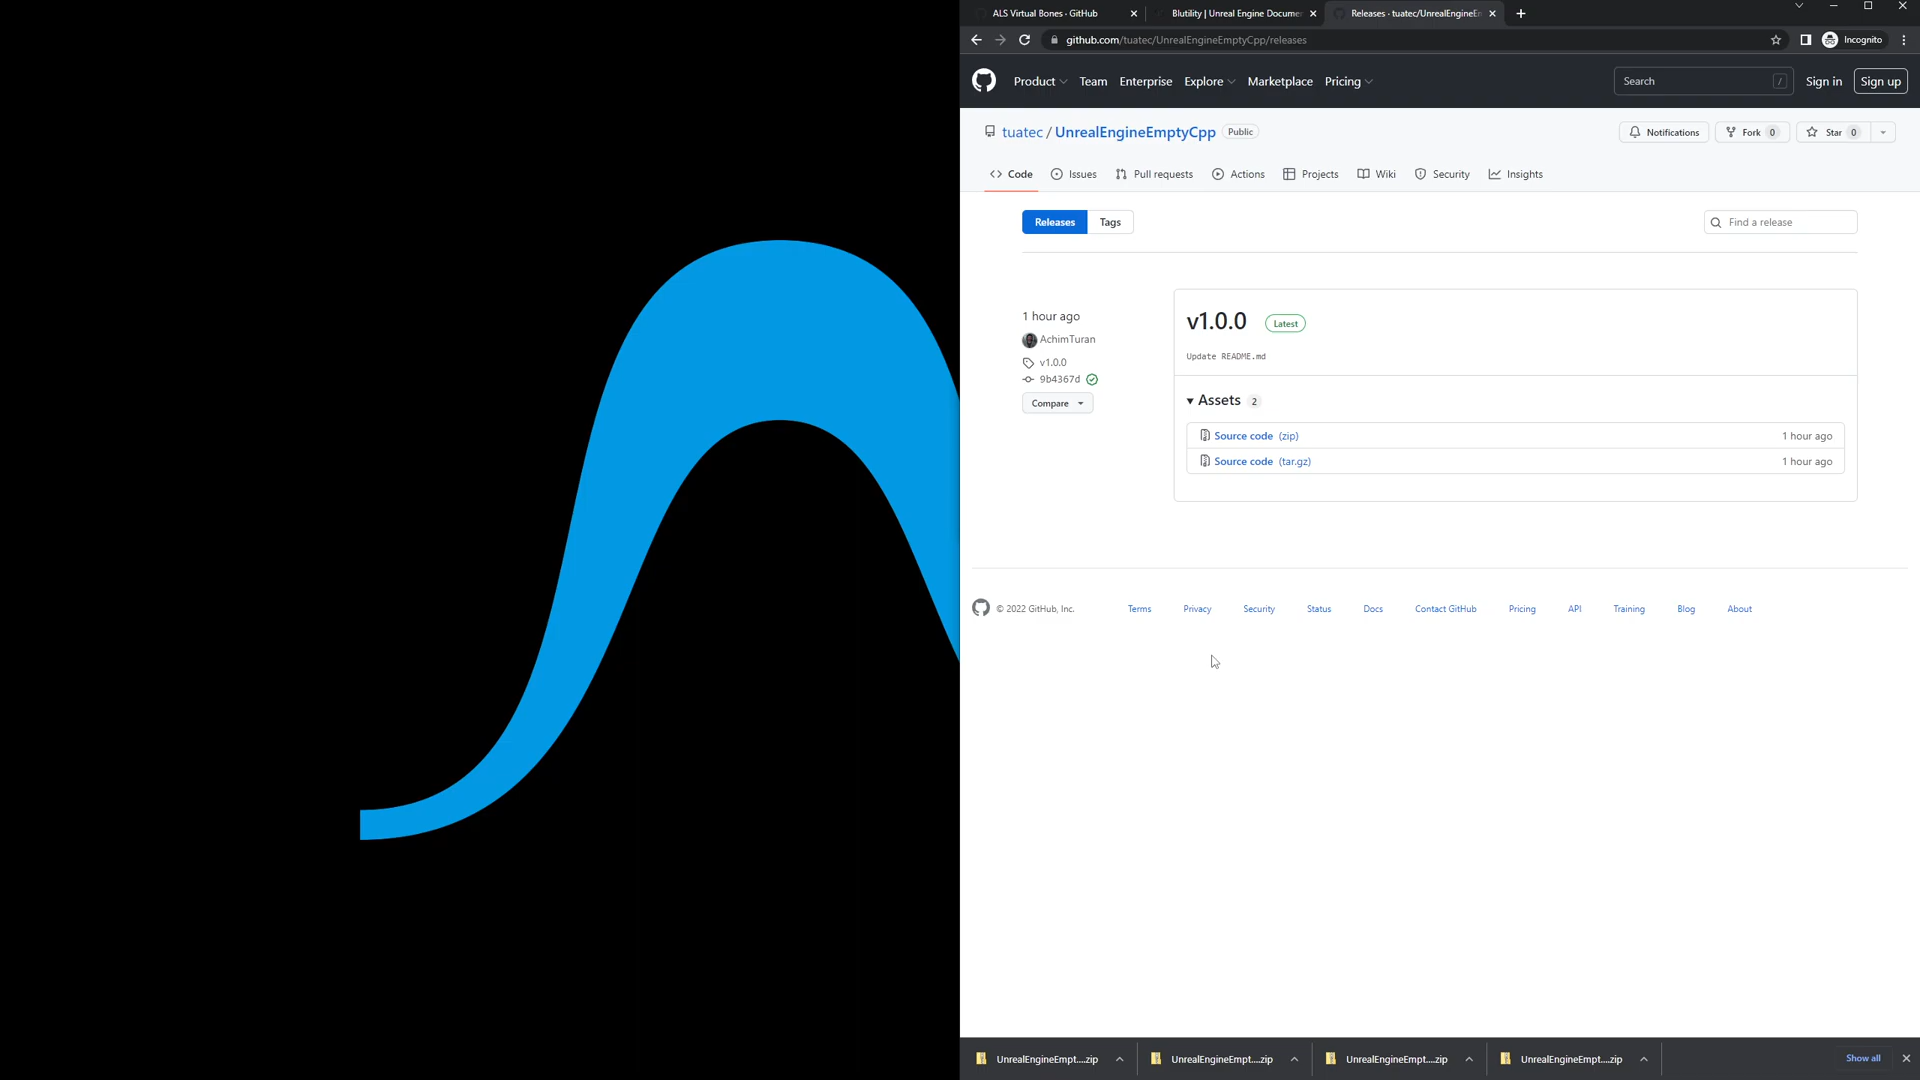 ALS Virtual Bones · GitHub
Blutility | Unreal Engine Docume
Releases · tuatec/UnrealEngineE
github.com/tuatec/UnrealEngineEmptyCpp/releases
Incognito
Product Team Enterprise Explore Marketplace Pricing
Search /
Sign in
Sign up
tuatec / UnrealEngineEmptyCpp Public
Notifications
Fork 0
Star 0
<> Code Issues Pull requests Actions Projects Wiki Security Insights
Releases Tags
Find a release
1 hour ago
AchimTuran
v1.0.0
9b4367d
Compare
v1.0.0 Latest
Update README.md
Assets 2
Source code (zip) 1 hour ago
Source code (tar.gz) 1 hour ago
© 2022 GitHub, Inc. Terms Privacy Security Status Docs Contact GitHub Pricing API Training Blog About
UnrealEngineEmpt....zip UnrealEngineEmpt....zip UnrealEngineEmpt....zip UnrealEngineEmpt....zip Show all